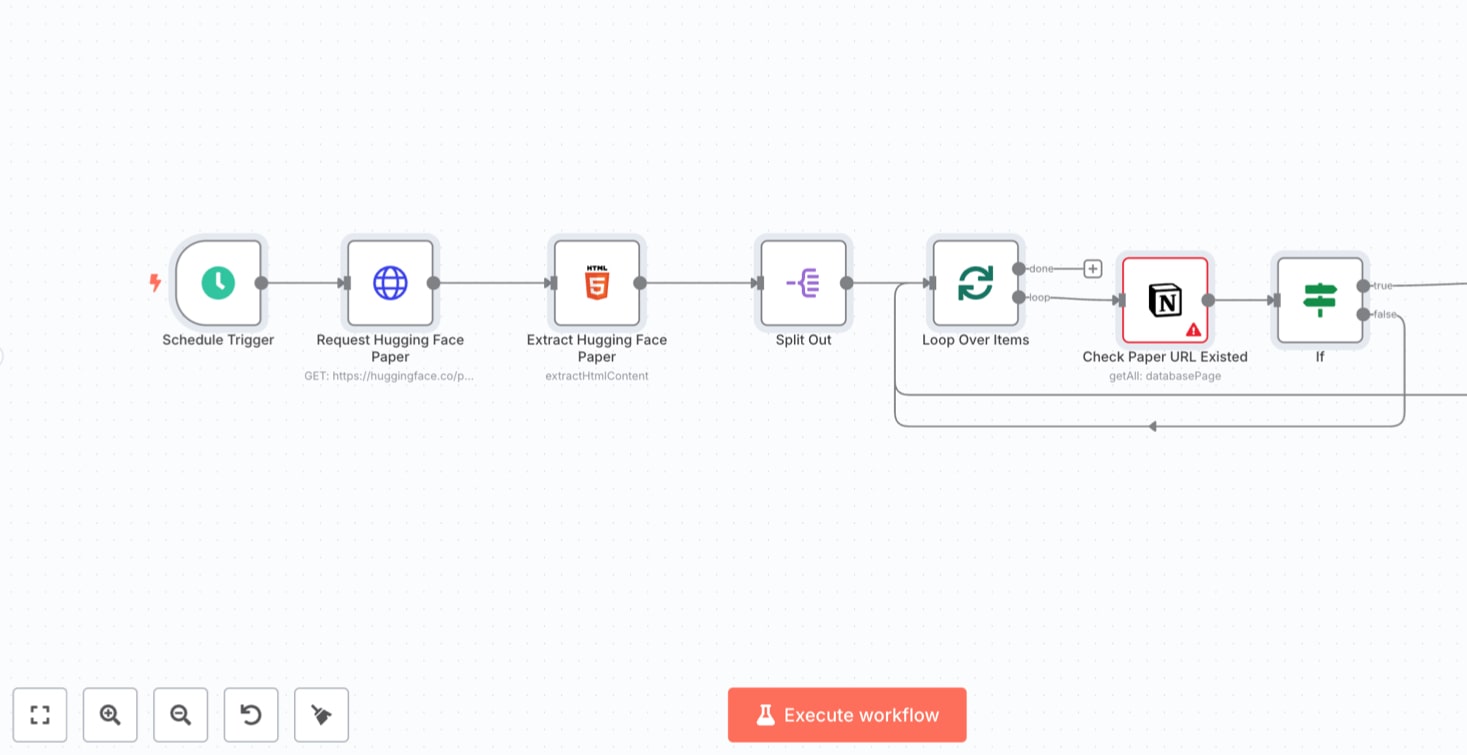 done
loop
true
false
HTML
5
N
Schedule Trigger
Request Hugging Face
Paper
GET: https://huggingface.co/p...
Extract Hugging Face
Paper
extractHtmlContent
Split Out
Loop Over Items
Check Paper URL Existed
getAll: databasePage
If
Execute workflow